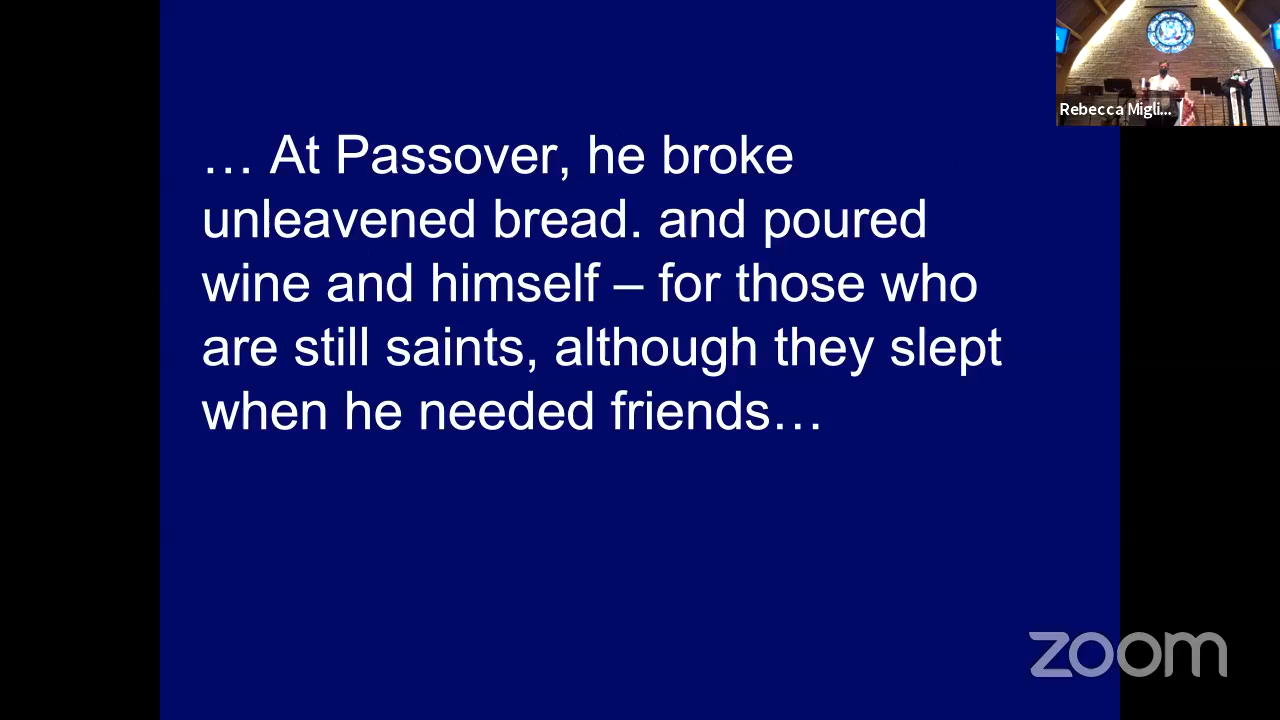 Rebecca Migli...
… At Passover, he broke
unleavened bread. and poured
wine and himself – for those who
are still saints, although they slept
when he needed friends…
zoom